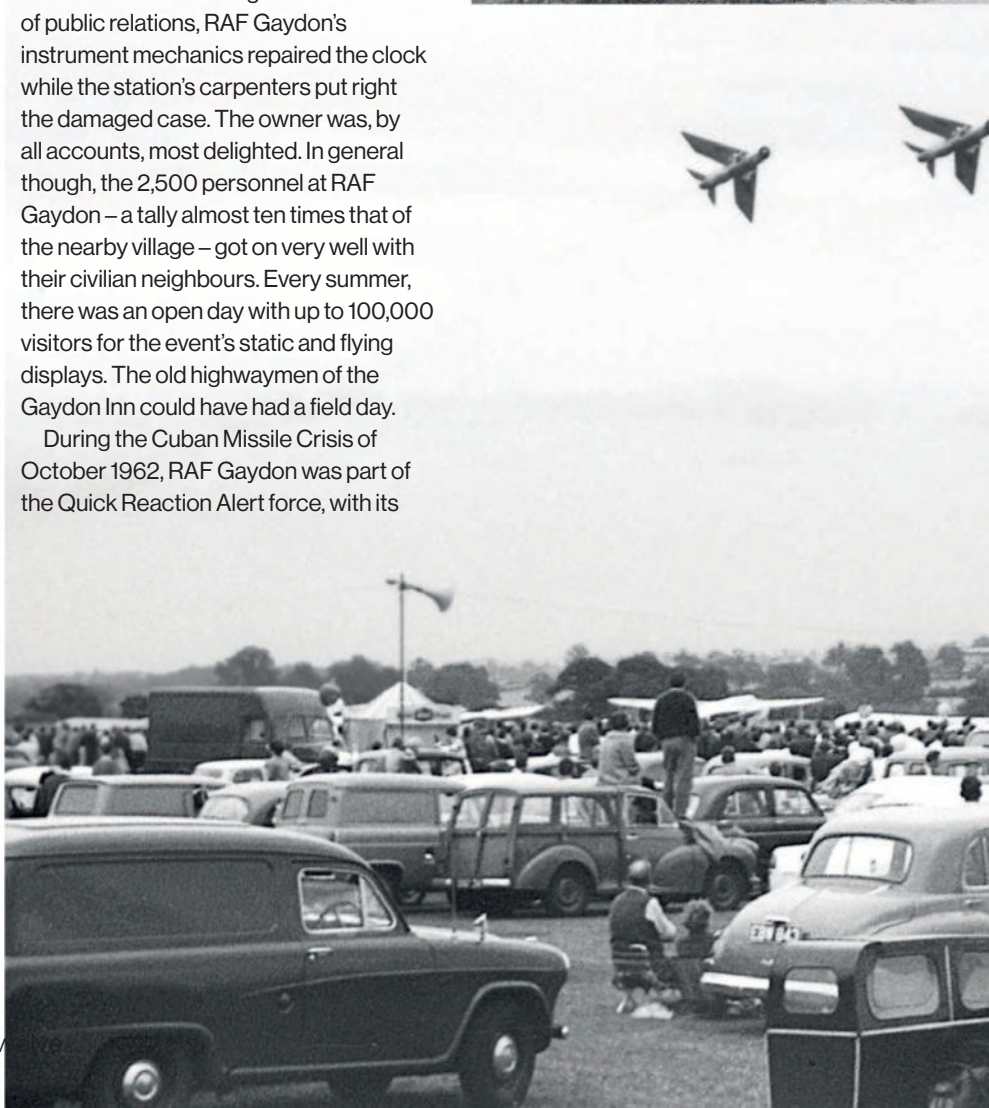 of public relations, RAF Gaydon's
instrument mechanics repaired the clock
while the station's carpenters put right
the damaged case. The owner was, by
all accounts, most delighted. In general
though, the 2,500 personnel at RAF
Gaydon – a tally almost ten times that of
the nearby village – got on very well with
their civilian neighbours. Every summer,
there was an open day with up to 100,000
visitors for the event's static and flying
displays. The old highwaymen of the
Gaydon Inn could have had a field day.
During the Cuban Missile Crisis of
October 1962, RAF Gaydon was part of
the Quick Reaction Alert force, with its